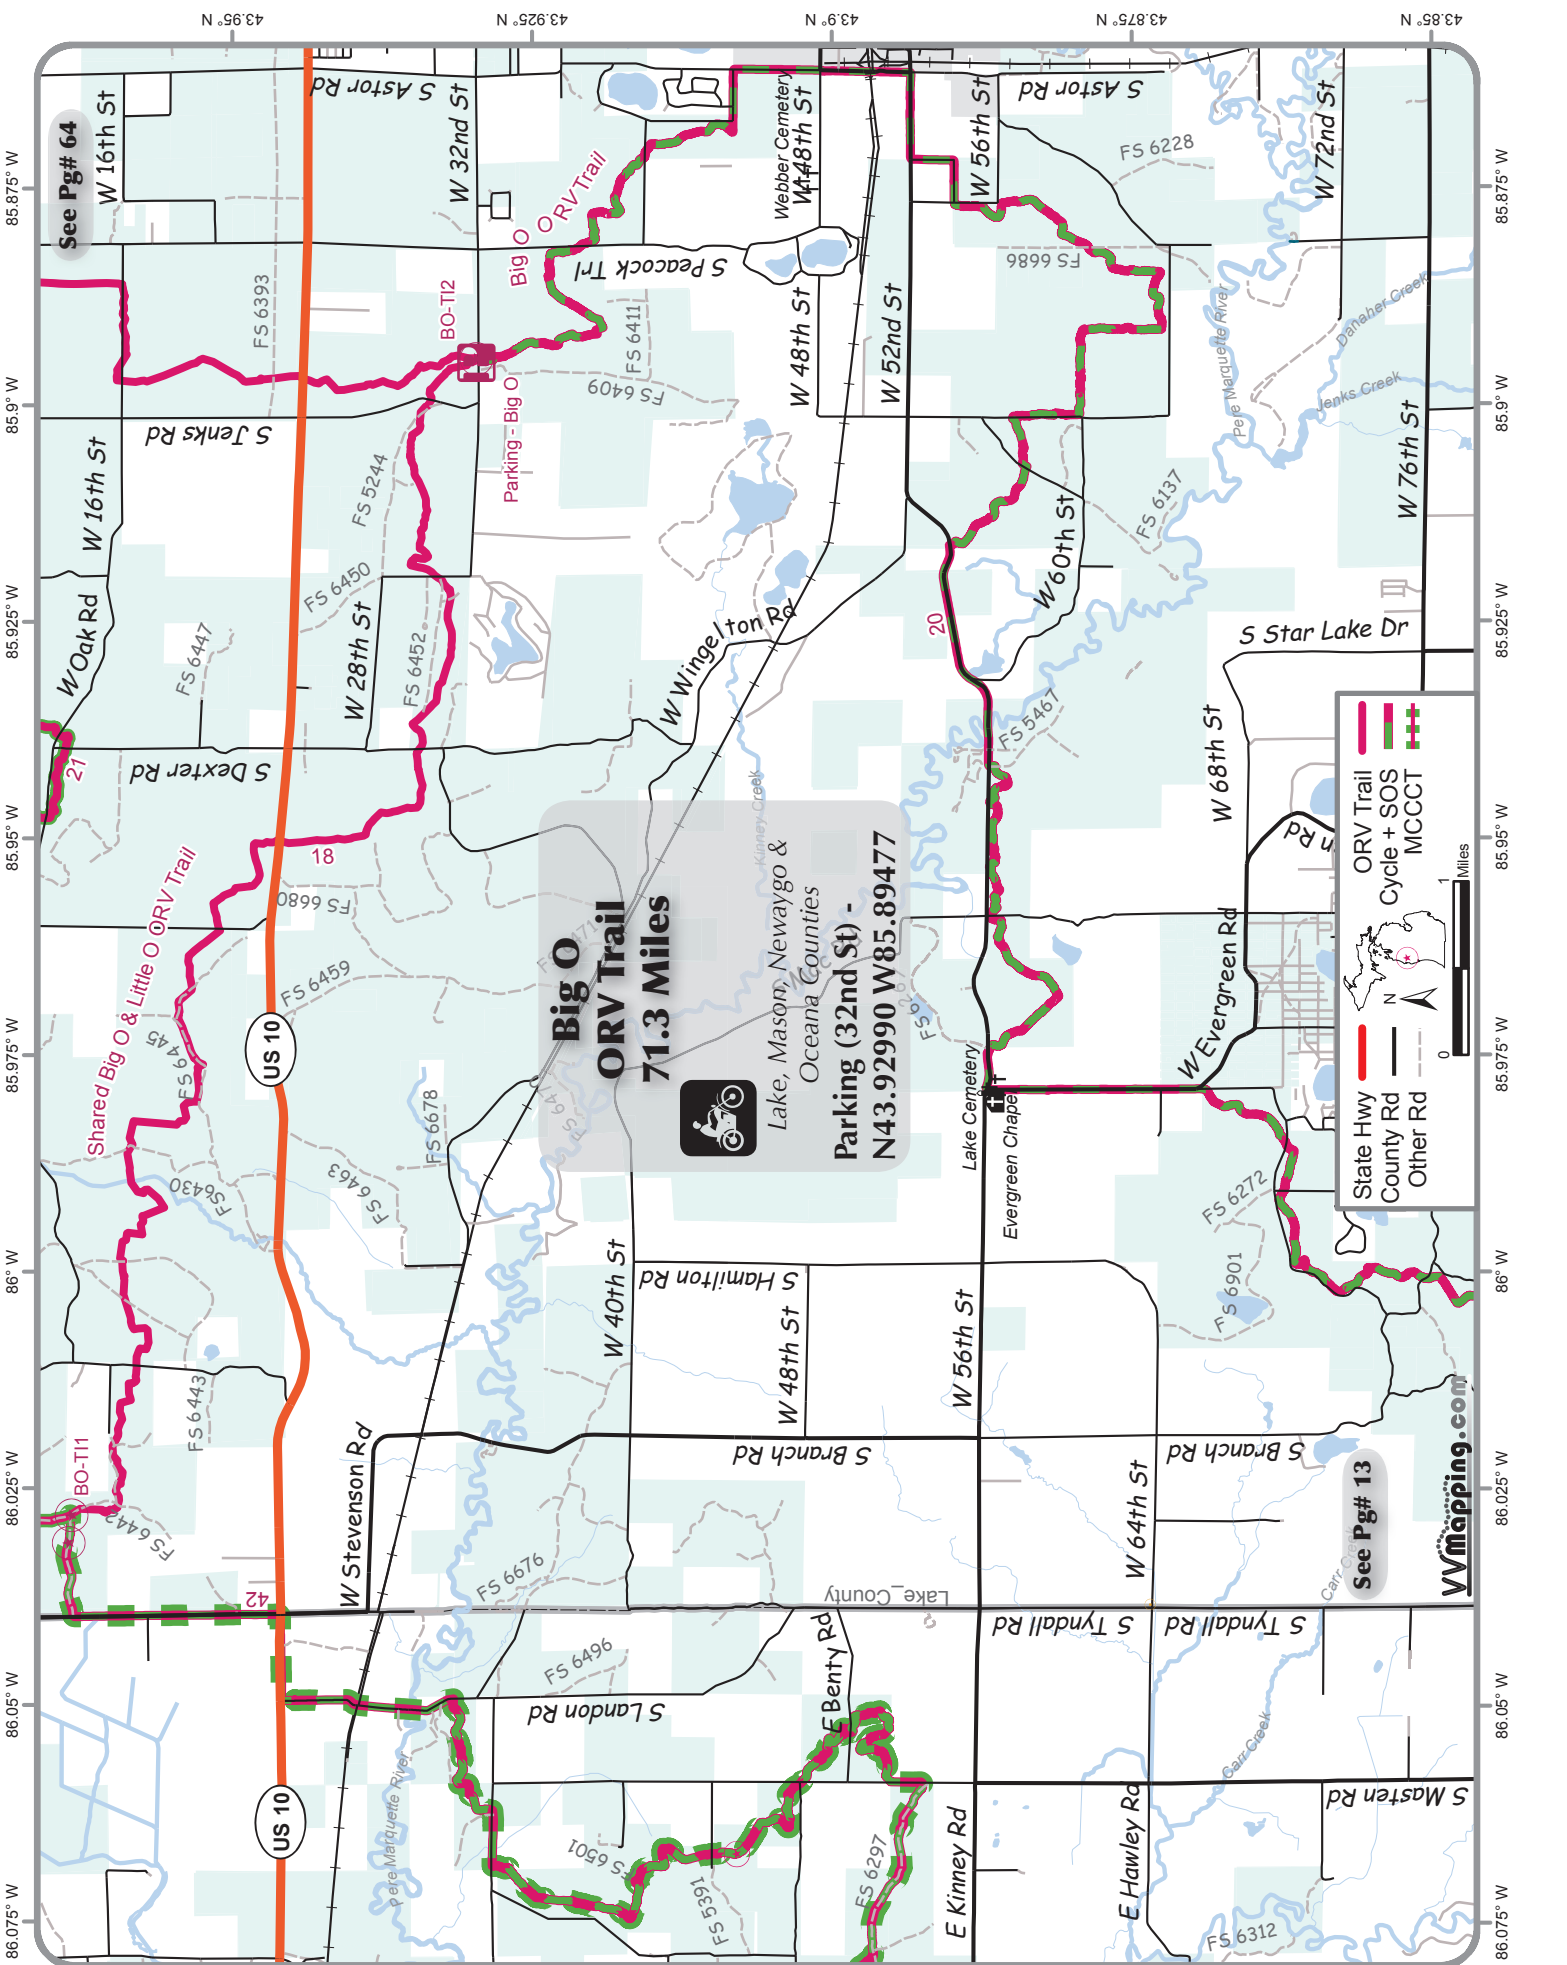 43.95° N
43.925° N
43.9° N
43.875° N
43.85° N
85.875° W
85.9° W
85.925° W
85.95° W
85.975° W
86° W
86.025° W
86.05° W
86.075° W
85.875° W
85.9° W
85.925° W
85.95° W
85.975° W
86° W
86.025° W
86.05° W
86.075° W
See Pg# 64
W 16th St
S Astor Rd
W 32nd St
Webber Cemetery
W 48th St
W 56th St
S Astor Rd
FS 6228
W 72nd St
FS 6393
BO-TI2
Big O ORV Trail
S Peacock Trl
FS 6411
FS 6409
Parking - Big O
W 48th St
W 52nd St
FS 6686
Pere Marquette River
Danaher Creek
Jenks Creek
W 76th St
S Jenks Rd
W 16th St
FS 5244
FS 6450
W 28th St
FS 6452
W Oak Rd
FS 6447
W Wingelton Rd
20
W 60th St
FS 6137
S Star Lake Dr
21
S Dexter Rd
FS 5467
W 68th St
Kinney Creek
18
FS 6680
Shared Big O & Little O ORV Trail
FS 6459
FS 6445
US 10
Big O
ORV Trail
71.3 Miles
Lake, Mason, Newaygo &
Oceana Counties
Parking (32nd St) -
N43.92990 W85.89477
W Evergreen Rd
Lake Cemetery
Evergreen Chapel
FS 6678
FS 6463
FS 6430
FS 6272
FS 6901
State Hwy
County Rd
Other Rd
N
ORV Trail
Cycle + SOS
MCCCT
0
1
Miles
W 40th St
S Hamilton Rd
W 48th St
W 56th St
FS 6443
BO-TI1
FS 6442
W Stevenson Rd
S Branch Rd
S Branch Rd
W 64th St
See Pg# 13
VVMapping.com
42
FS 6676
Lake_County
S Tyndall Rd
S Tyndall Rd
Carr Creek
FS 6496
S Landon Rd
E Benty Rd
US 10
Pere Marquette River
FS 6501
FS 5391
FS 6297
E Kinney Rd
E Hawley Rd
Carr Creek
S Masten Rd
FS 6312